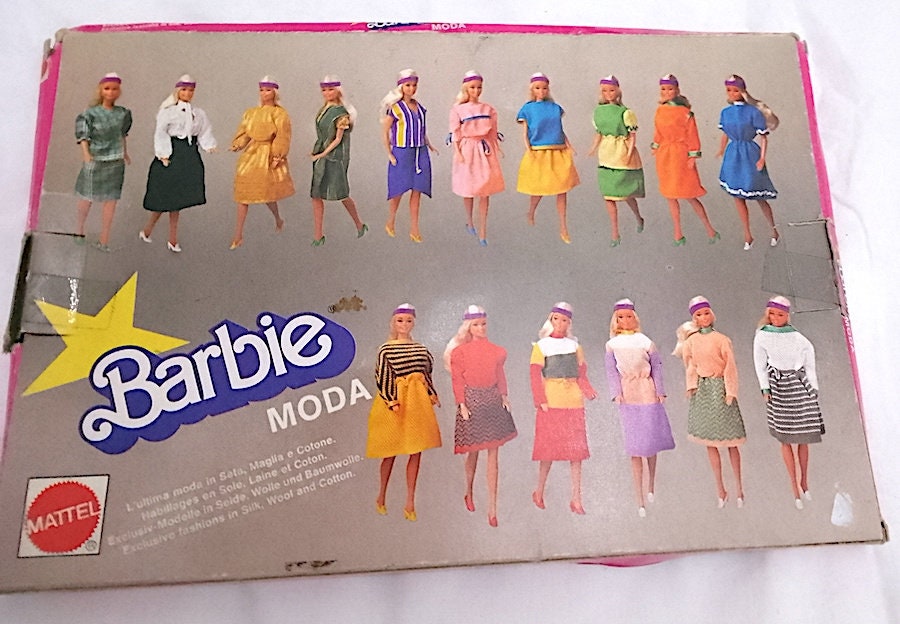 MODA
Barbie
MODA
L'ultima moda in Seta, Maglia e Cotone.
Habillages en Soie, Laine et Coton.
Exclusiv-Modelle in Seide, Wolle und Baumwolle.
Exclusive fashions in Silk, Wool and Cotton.
MATTEL
®